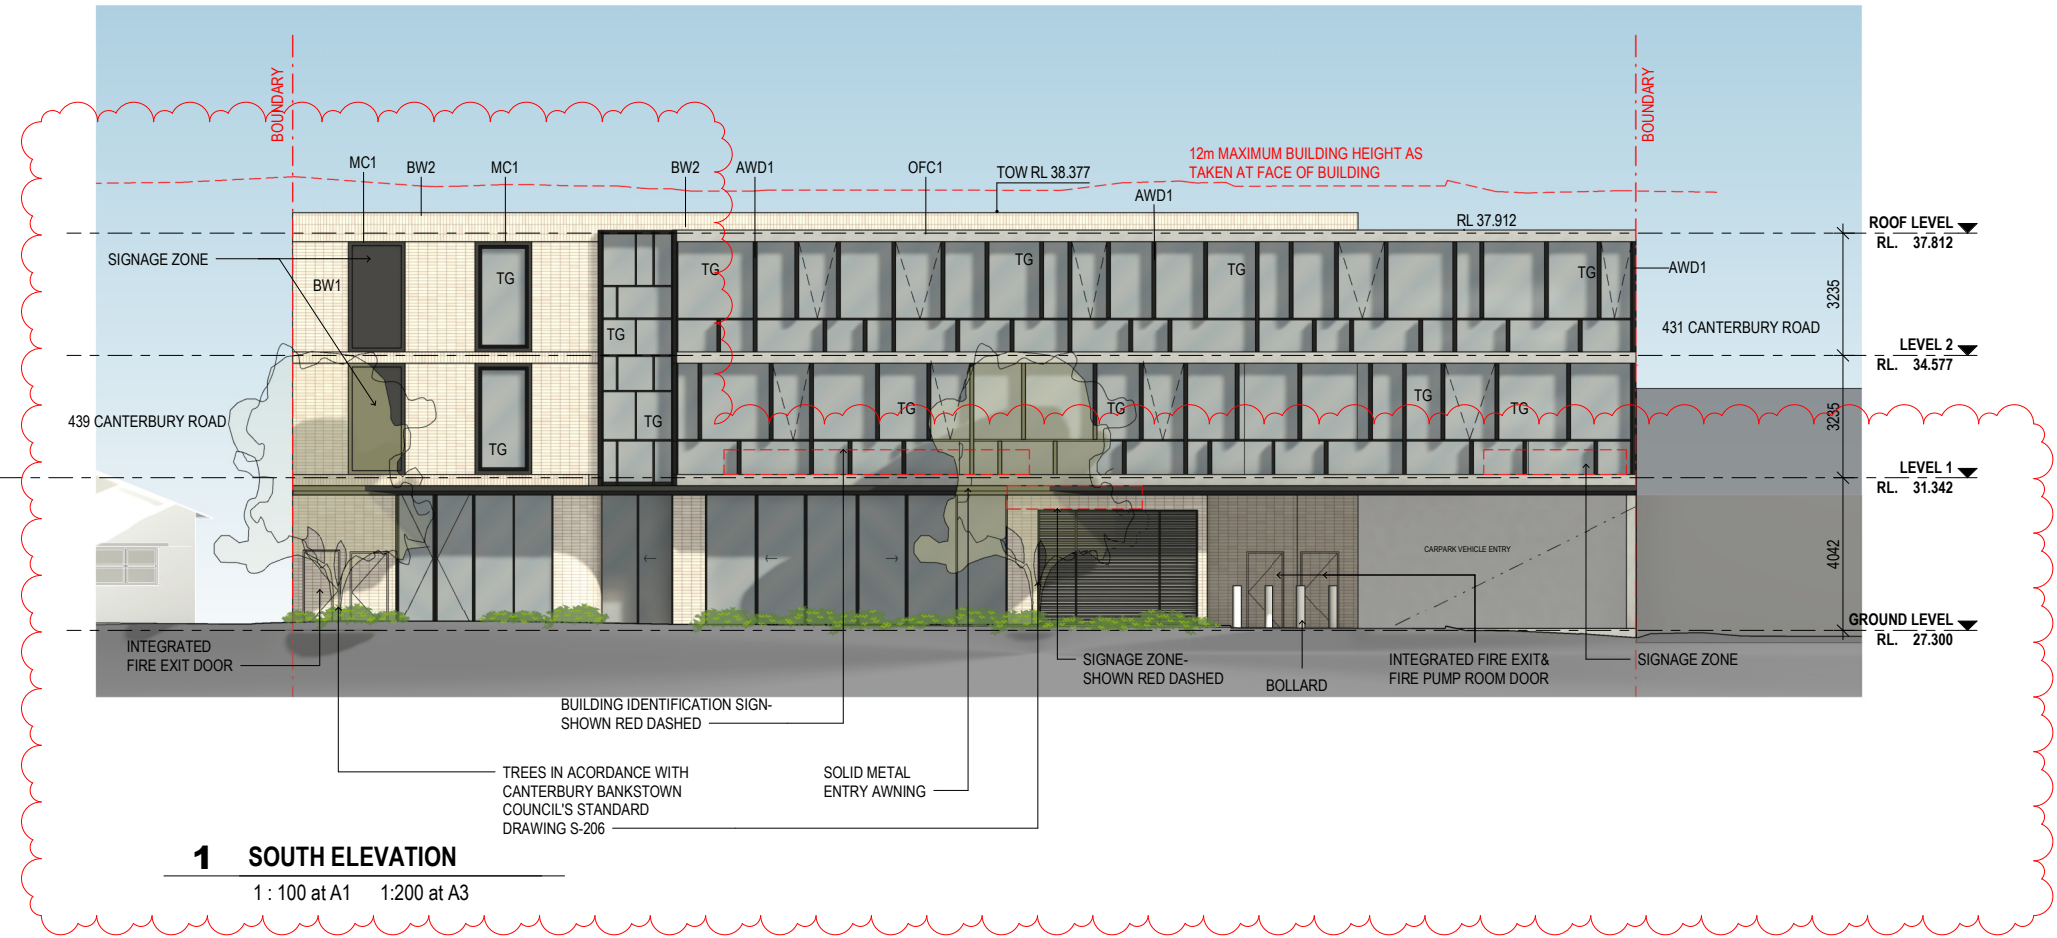 BOUNDARY
BOUNDARY
12m MAXIMUM BUILDING HEIGHT AS
TAKEN AT FACE OF BUILDING
MC1
BW2
MC1
BW2
AWD1
OFC1
TOW RL 38.377
AWD1
RL 37.912
ROOF LEVEL
RL. 37.812
SIGNAGE ZONE
BW1
TG
TG
TG
TG
TG
AWD1
3235
TG
431 CANTERBURY ROAD
LEVEL 2
RL. 34.577
439 CANTERBURY ROAD
TG
TG
TG
TG
TG
TG
3235
LEVEL 1
RL. 31.342
CARPARK VEHICLE ENTRY
4042
GROUND LEVEL
RL. 27.300
INTEGRATED
FIRE EXIT DOOR
SIGNAGE ZONE-
SHOWN RED DASHED
BOLLARD
INTEGRATED FIRE EXIT&
FIRE PUMP ROOM DOOR
SIGNAGE ZONE
BUILDING IDENTIFICATION SIGN-
SHOWN RED DASHED
TREES IN ACORDANCE WITH
CANTERBURY BANKSTOWN
COUNCIL'S STANDARD
DRAWING S-206
SOLID METAL
ENTRY AWNING
1 SOUTH ELEVATION
1 : 100 at A1 1:200 at A3